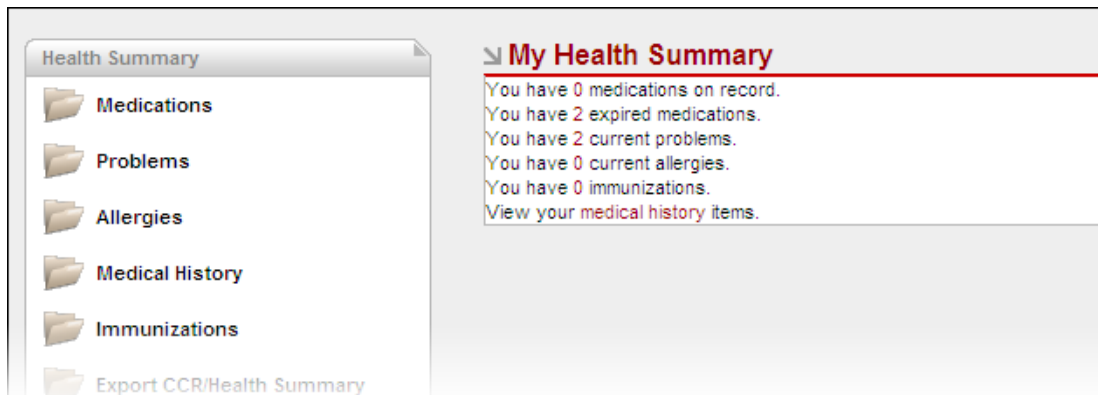 Health Summary
Medications
Problems
Allergies
Medical History
Immunizations
Export CCR/Health Summary
My Health Summary
You have 0 medications on record.
You have 2 expired medications.
You have 2 current problems.
You have 0 current allergies.
You have 0 immunizations.
View your medical history items.